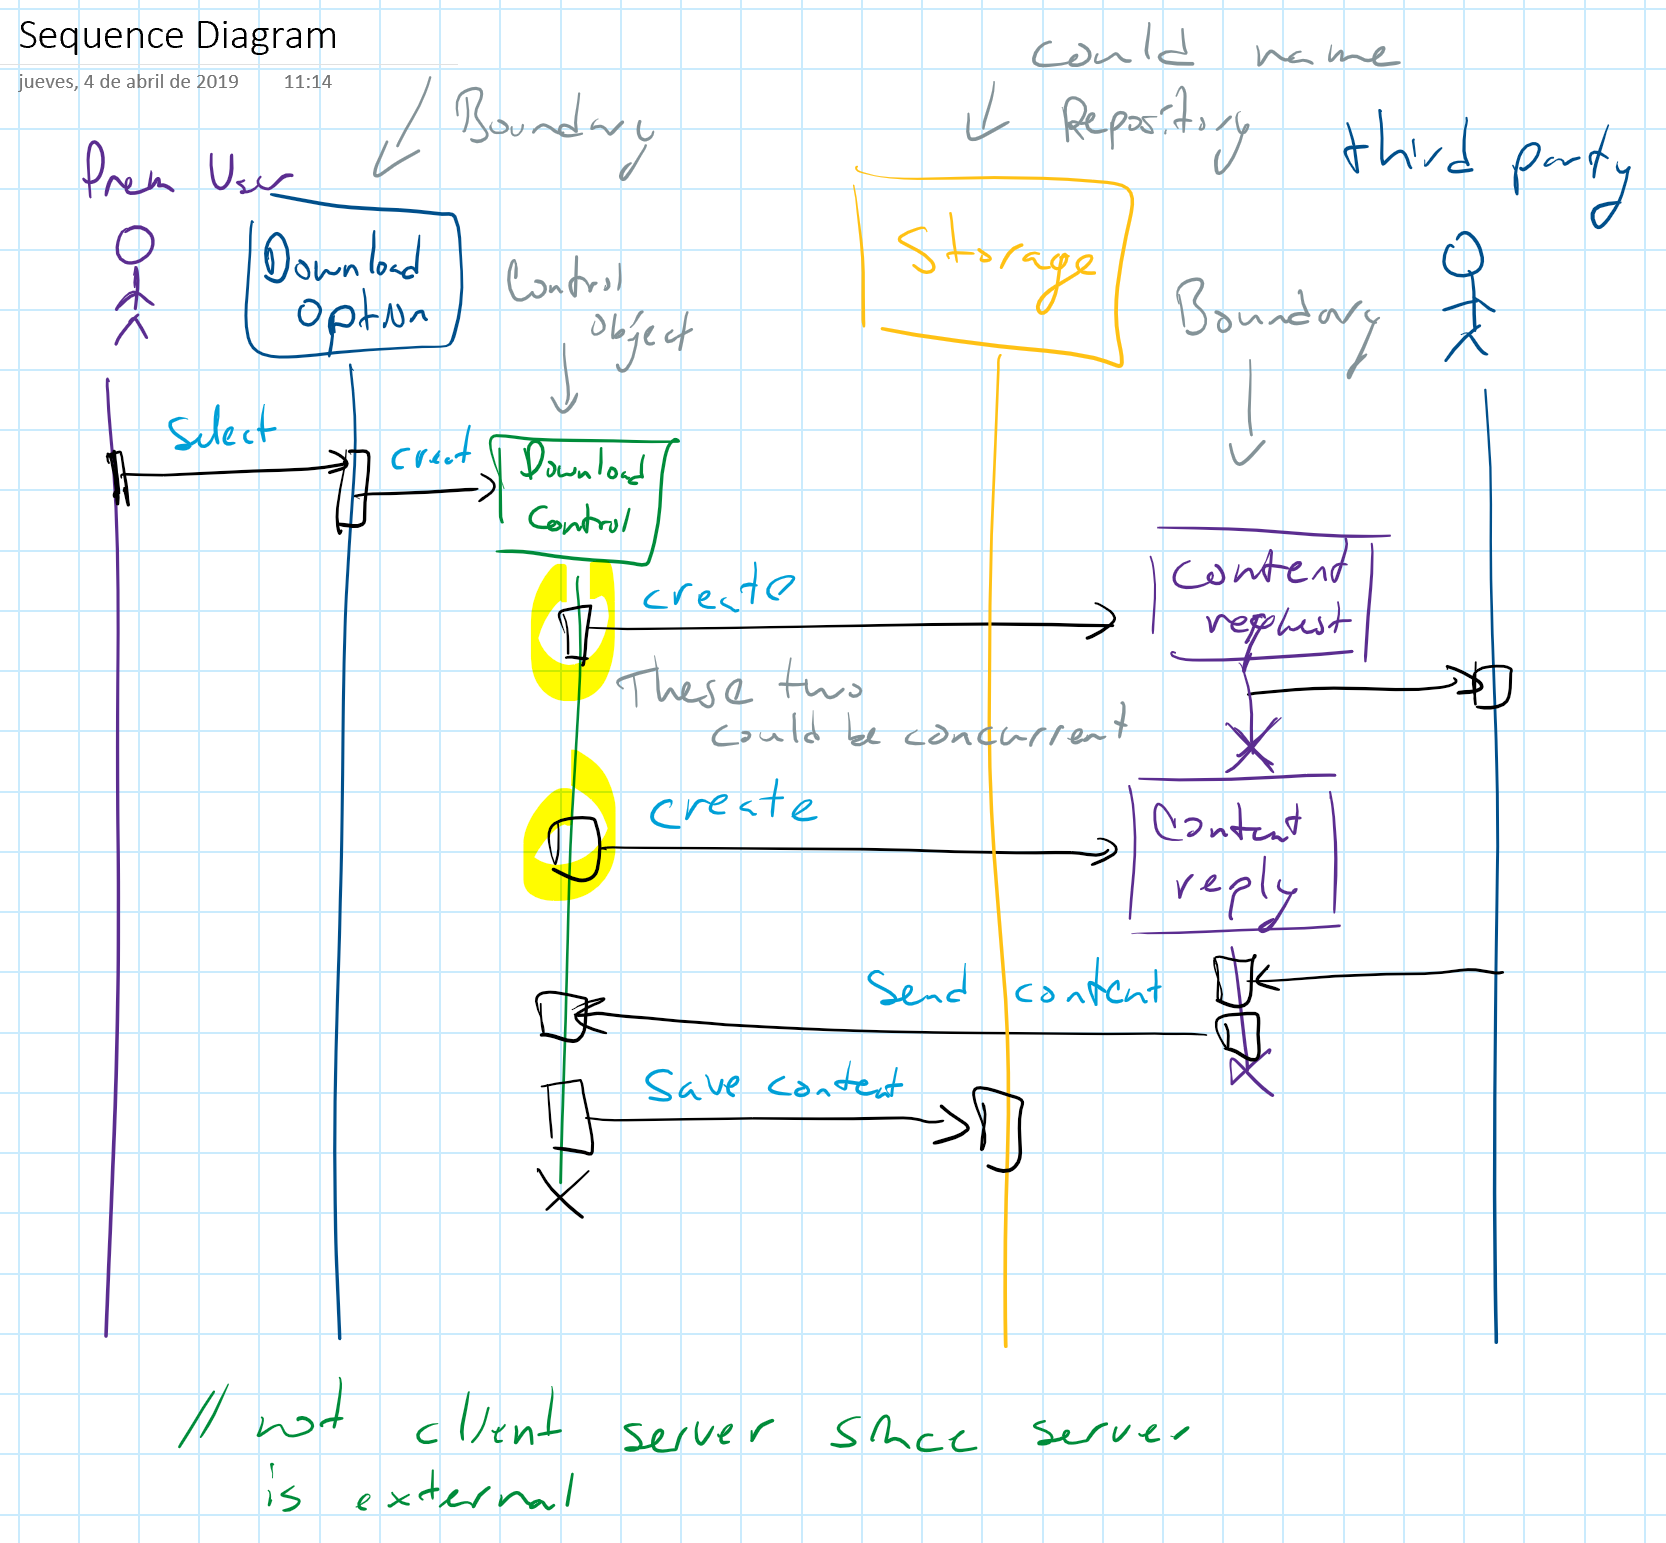 Sequence Diagram
jueves, 4 de abril de 2019 11:14
could name
Repository
Boundary
third party
Prem User
Download
Option
Control
object
Storage
Boundary
Select
creat
Download
Control
create
Content
request
These two
could be concurrent
create
Content
reply
Send content
Save content
// not client server since server
is external